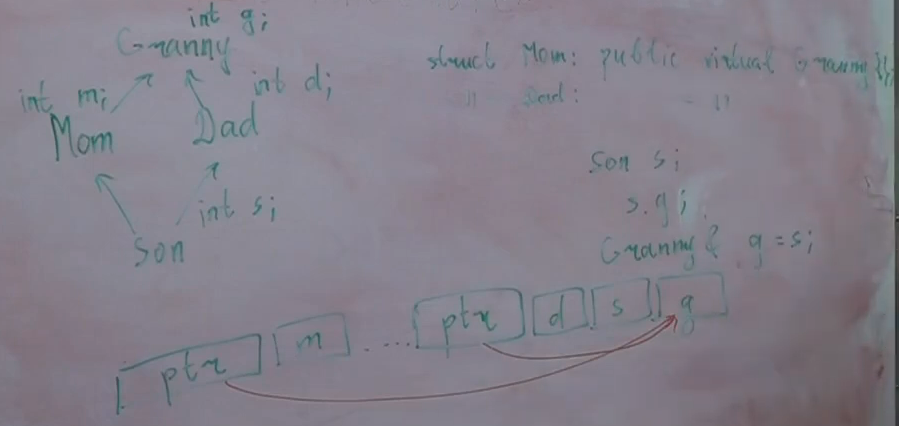 int g;
Granny
int m; int d;
Mom Dad
int s;
Son
struct Mom: public virtual Granny {};
" Dad: - "
Son s;
s.g;
Granny& g = s;
ptr m .... ptr d s g